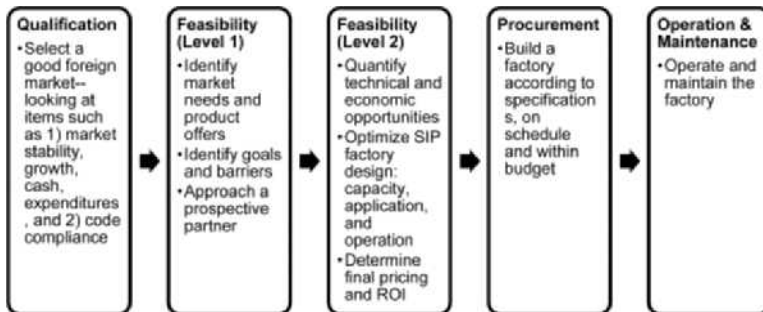 Qualification
•Select a
good foreign
market--
looking at
items such
as 1) market
stability,
growth,
cash,
expenditures
, and 2) code
compliance
Feasibility
(Level 1)
•Identify
market
needs and
product
offers
•Identify goals
and barriers
•Approach a
prospective
partner
Feasibility
(Level 2)
•Quantify
technical and
economic
opportunities
•Optimize SIP
factory
design:
capacity,
application,
and
operation
•Determine
final pricing
and ROI
Procurement
•Build a
factory
according to
specification
s, on
schedule
and within
budget
Operation &
Maintenance
•Operate and
maintain the
factory